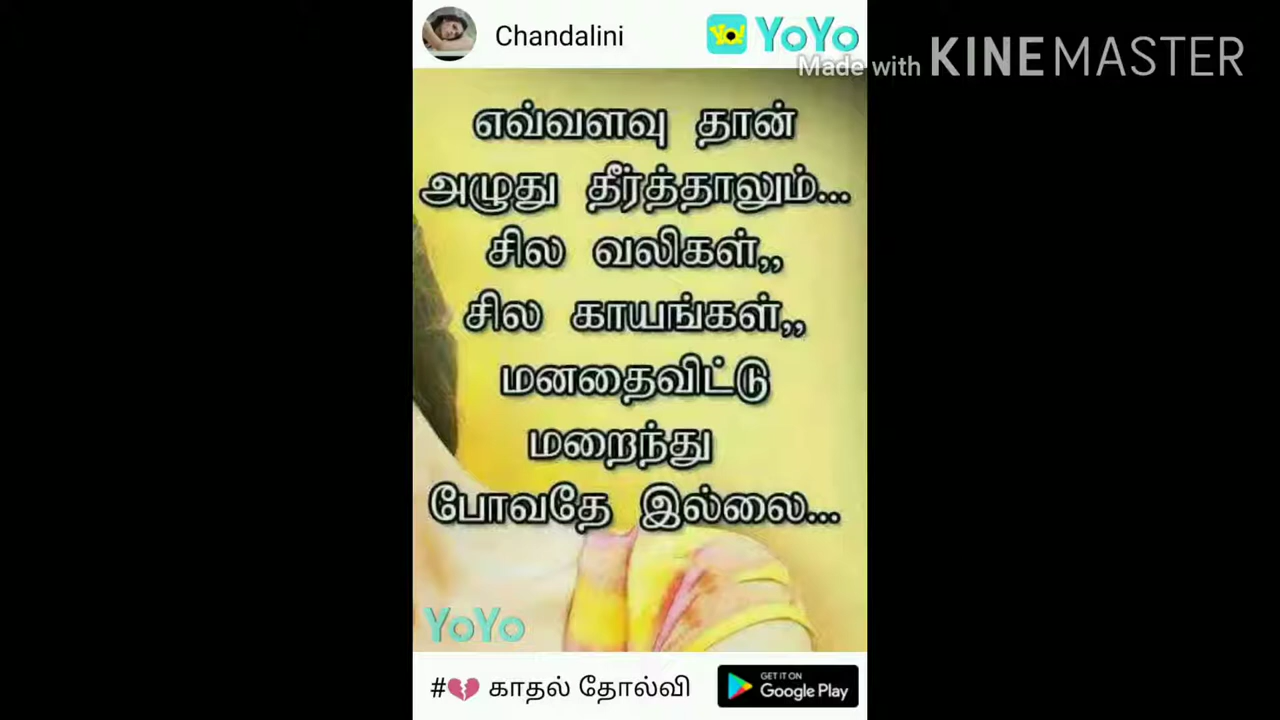 Chandalini
Yo! YoYo
Made with KINEMASTER
எவ்வளவு தான்
அழுது தீர்த்தாலும்...
சில வலிகள்,,
சில காயங்கள்,,
மனதைவிட்டு
மறைந்து
போவதே இல்லை...
YoYo
#💔 காதல் தோல்வி
GET IT ON
Google Play